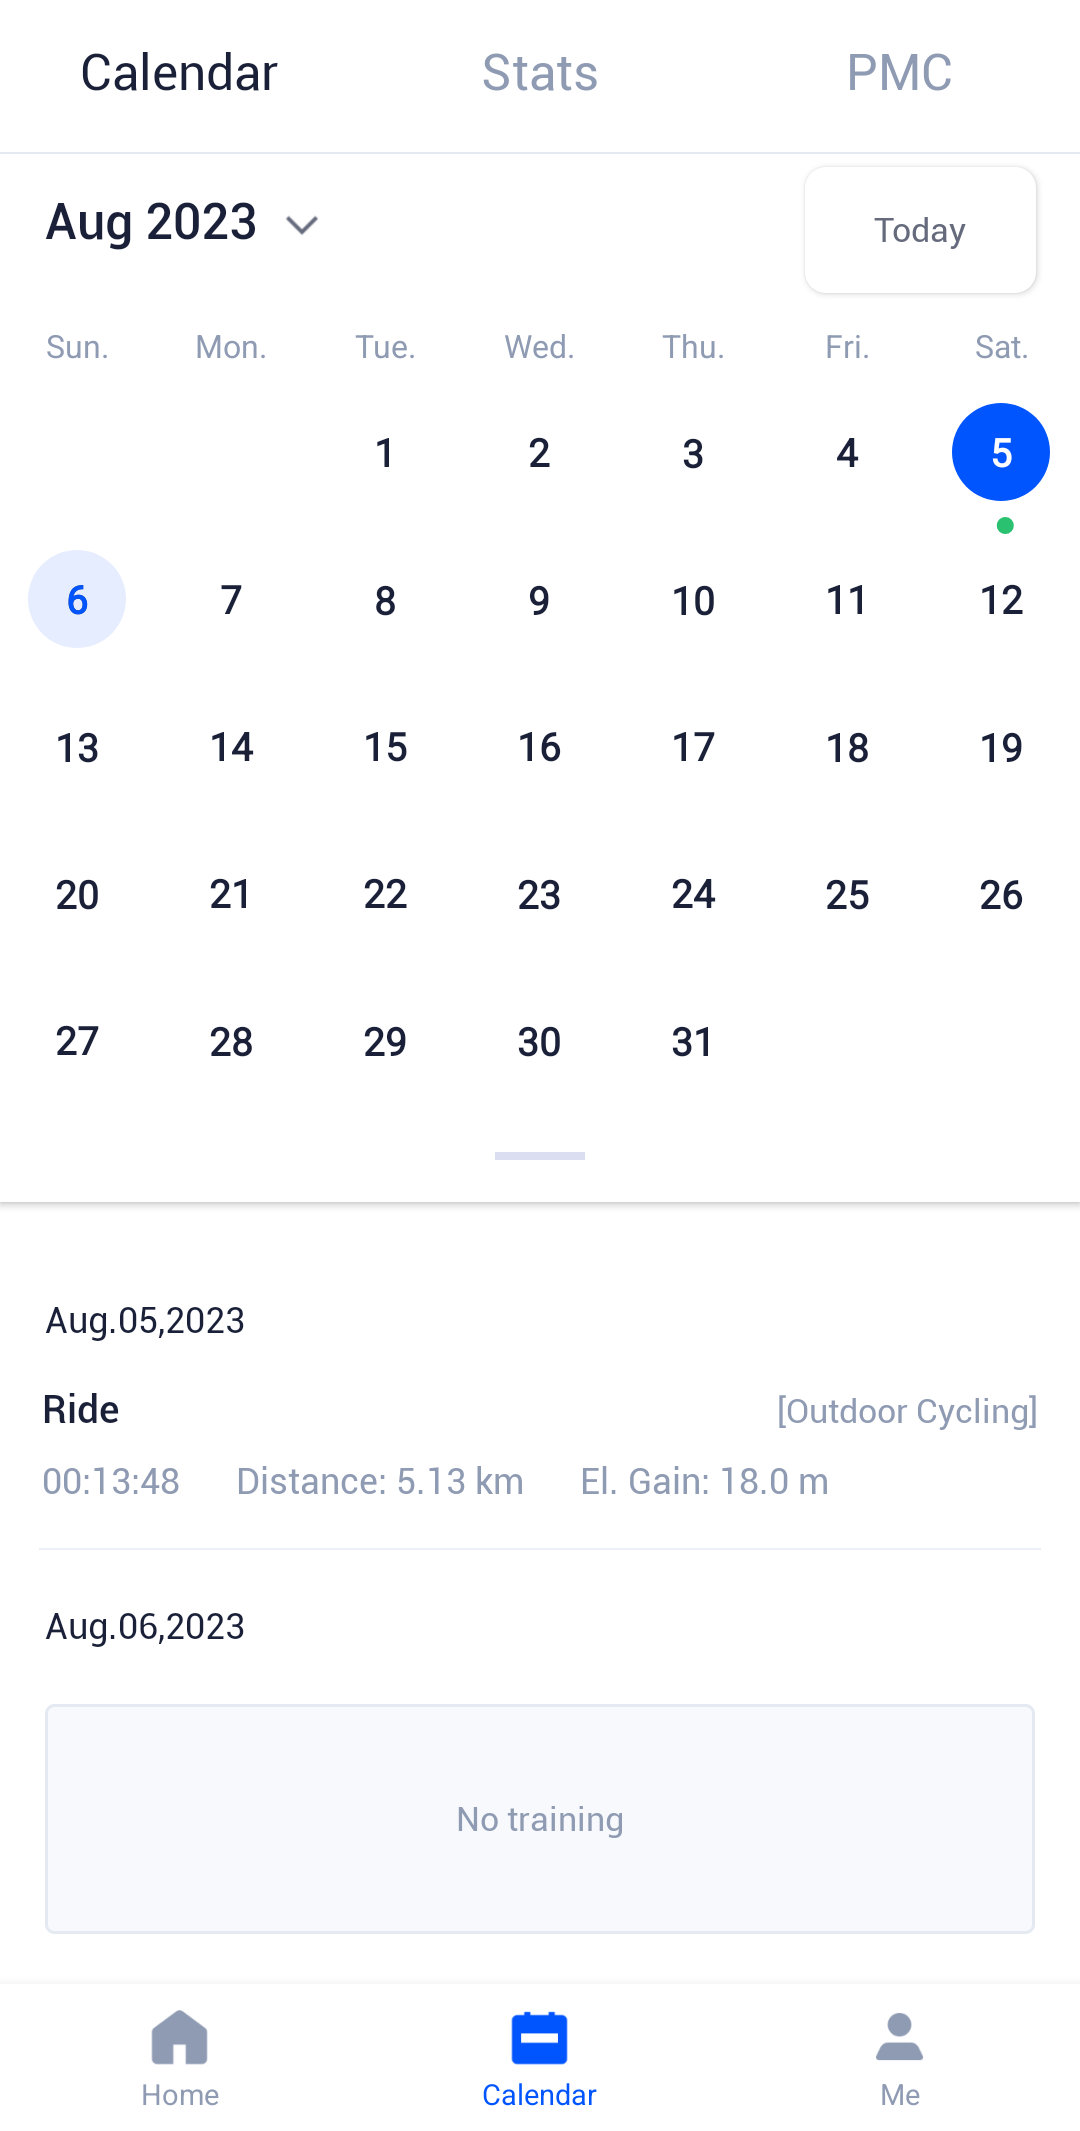 Calendar Stats PMC
Aug 2023 Today
Sun. Mon. Tue. Wed. Thu. Fri. Sat.
1 2 3 4 5
6 7 8 9 10 11 12
13 14 15 16 17 18 19
20 21 22 23 24 25 26
27 28 29 30 31
Aug.05,2023
Ride [Outdoor Cycling]
00:13:48 Distance: 5.13 km El. Gain: 18.0 m
Aug.06,2023
No training
Home Calendar Me